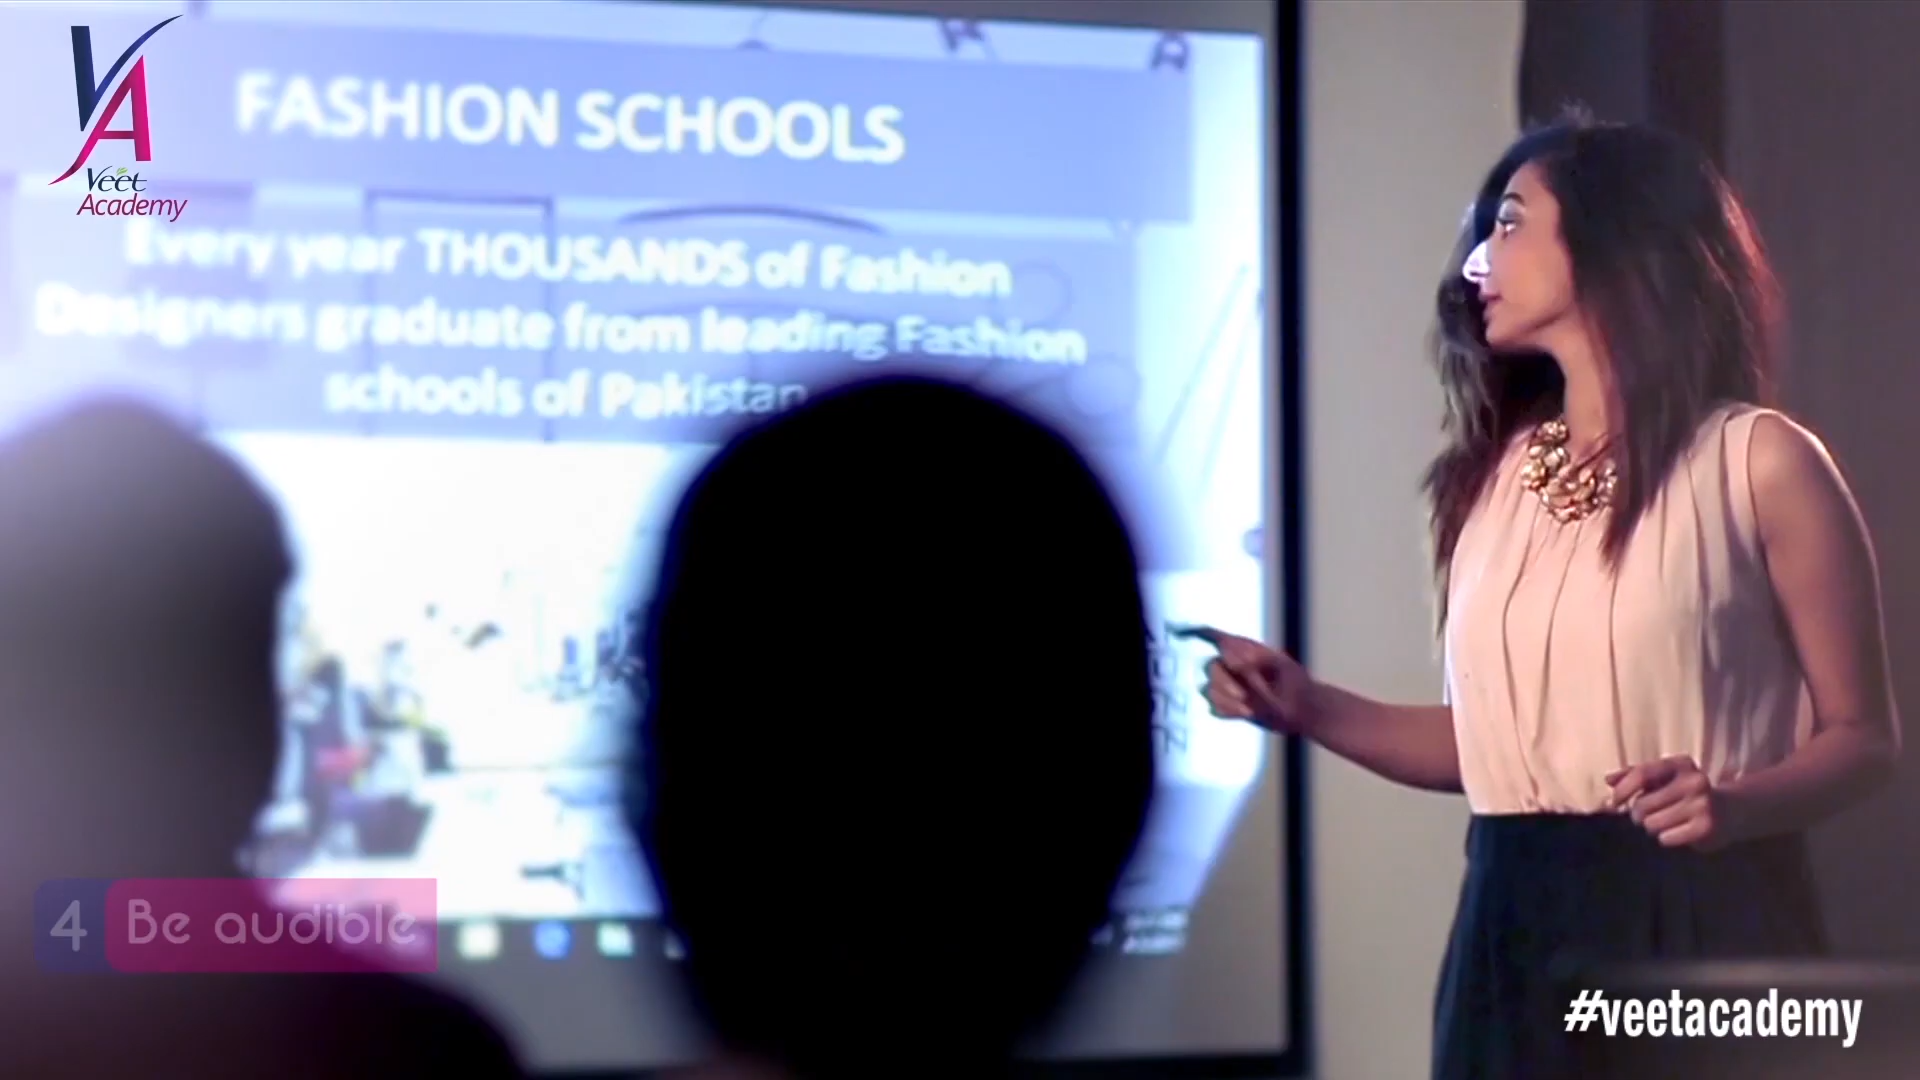 VA
Veet
Academy
FASHION SCHOOLS
Every year THOUSANDS of Fashion
Designers graduate from leading Fashion
schools of Pakistan
4 Be audible
#veetacademy